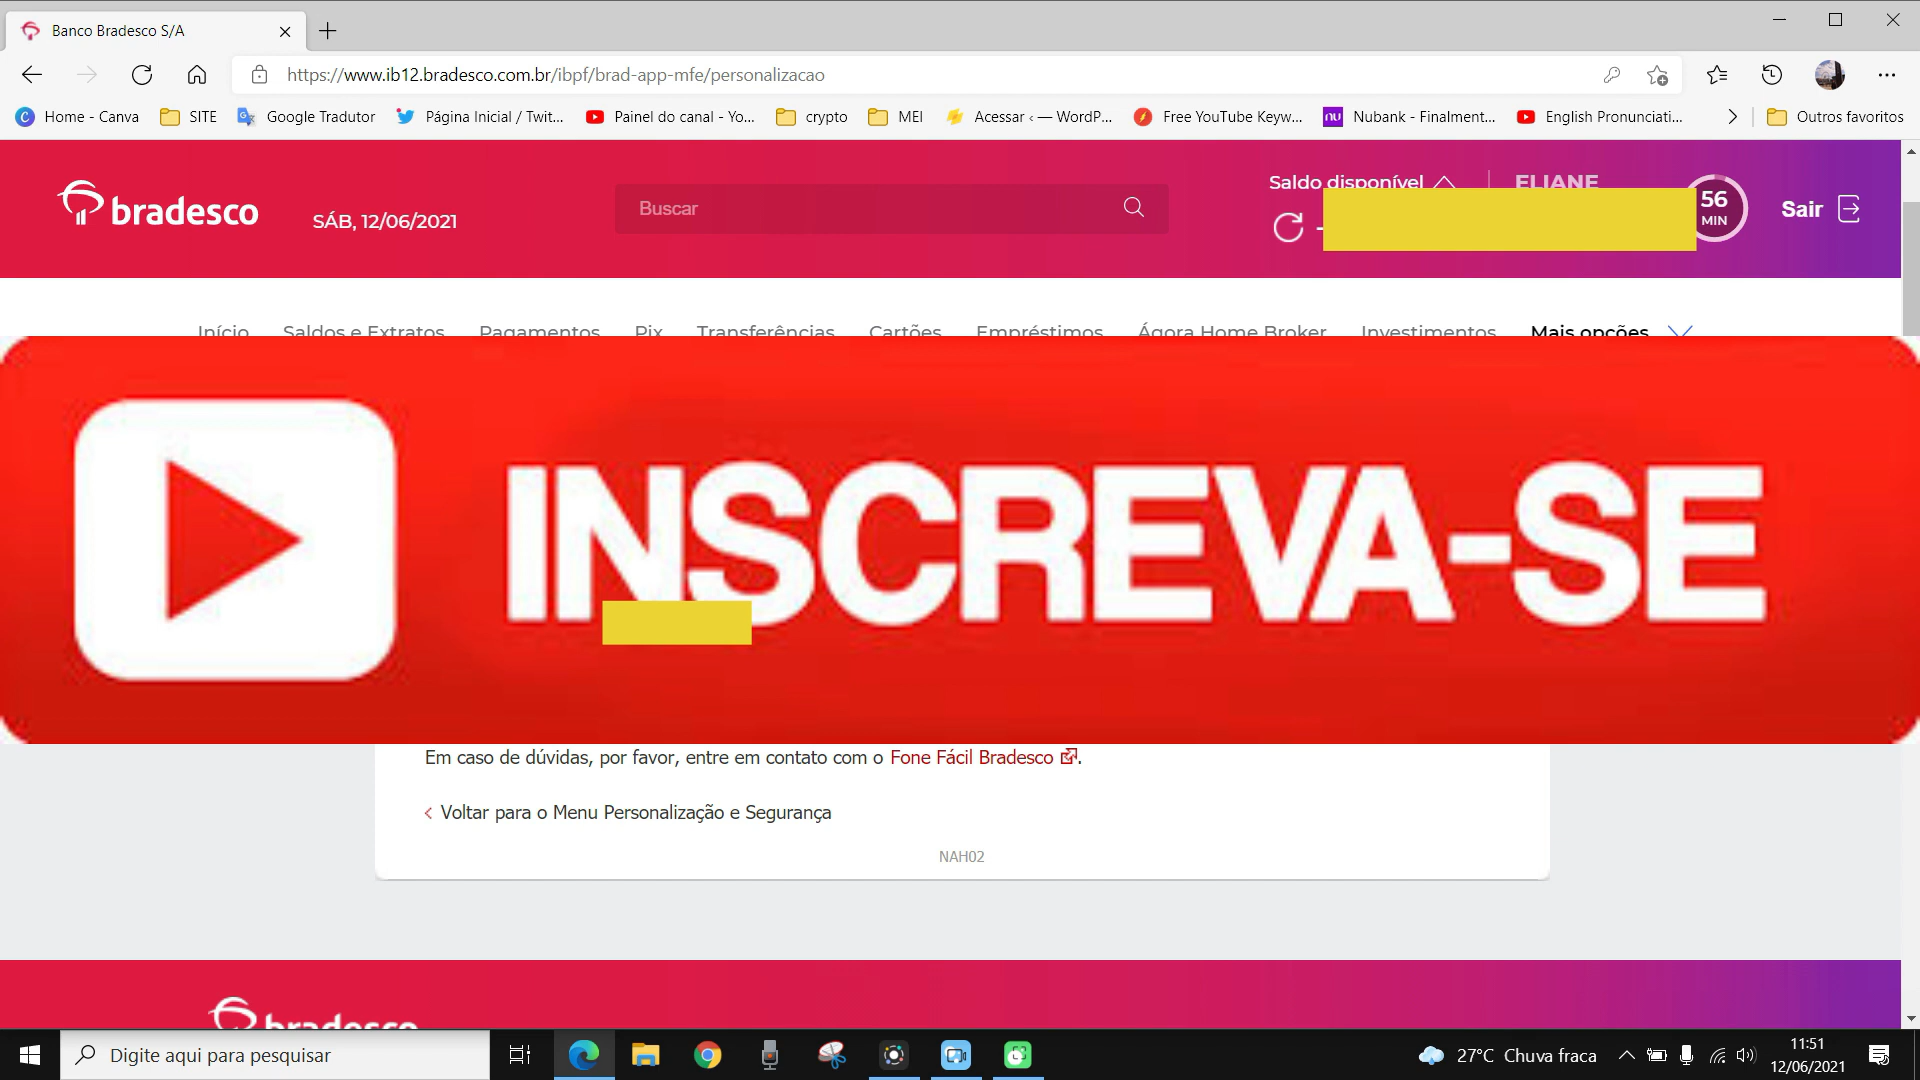 Banco Bradesco S/A
https://www.ib12.bradesco.com.br/ibpf/brad-app-mfe/personalizacao
Home - Canva SITE Google Tradutor Página Inicial / Twit... Painel do canal - Yo... crypto MEI Acessar ‹ — WordP... Free YouTube Keyw... Nubank - Finalment... English Pronunciati... Outros favoritos
bradesco
SÁB, 12/06/2021
Buscar
Saldo disponível
ELIANE
56
MIN
Sair
Início Saldos e Extratos Pagamentos Pix Transferências Cartões Empréstimos Ágora Home Broker Investimentos Mais opções
INSCREVA-SE
Em caso de dúvidas, por favor, entre em contato com o Fone Fácil Bradesco .
Voltar para o Menu Personalização e Segurança
NAH02
bradesco
Digite aqui para pesquisar
27°C Chuva fraca
11:51
12/06/2021